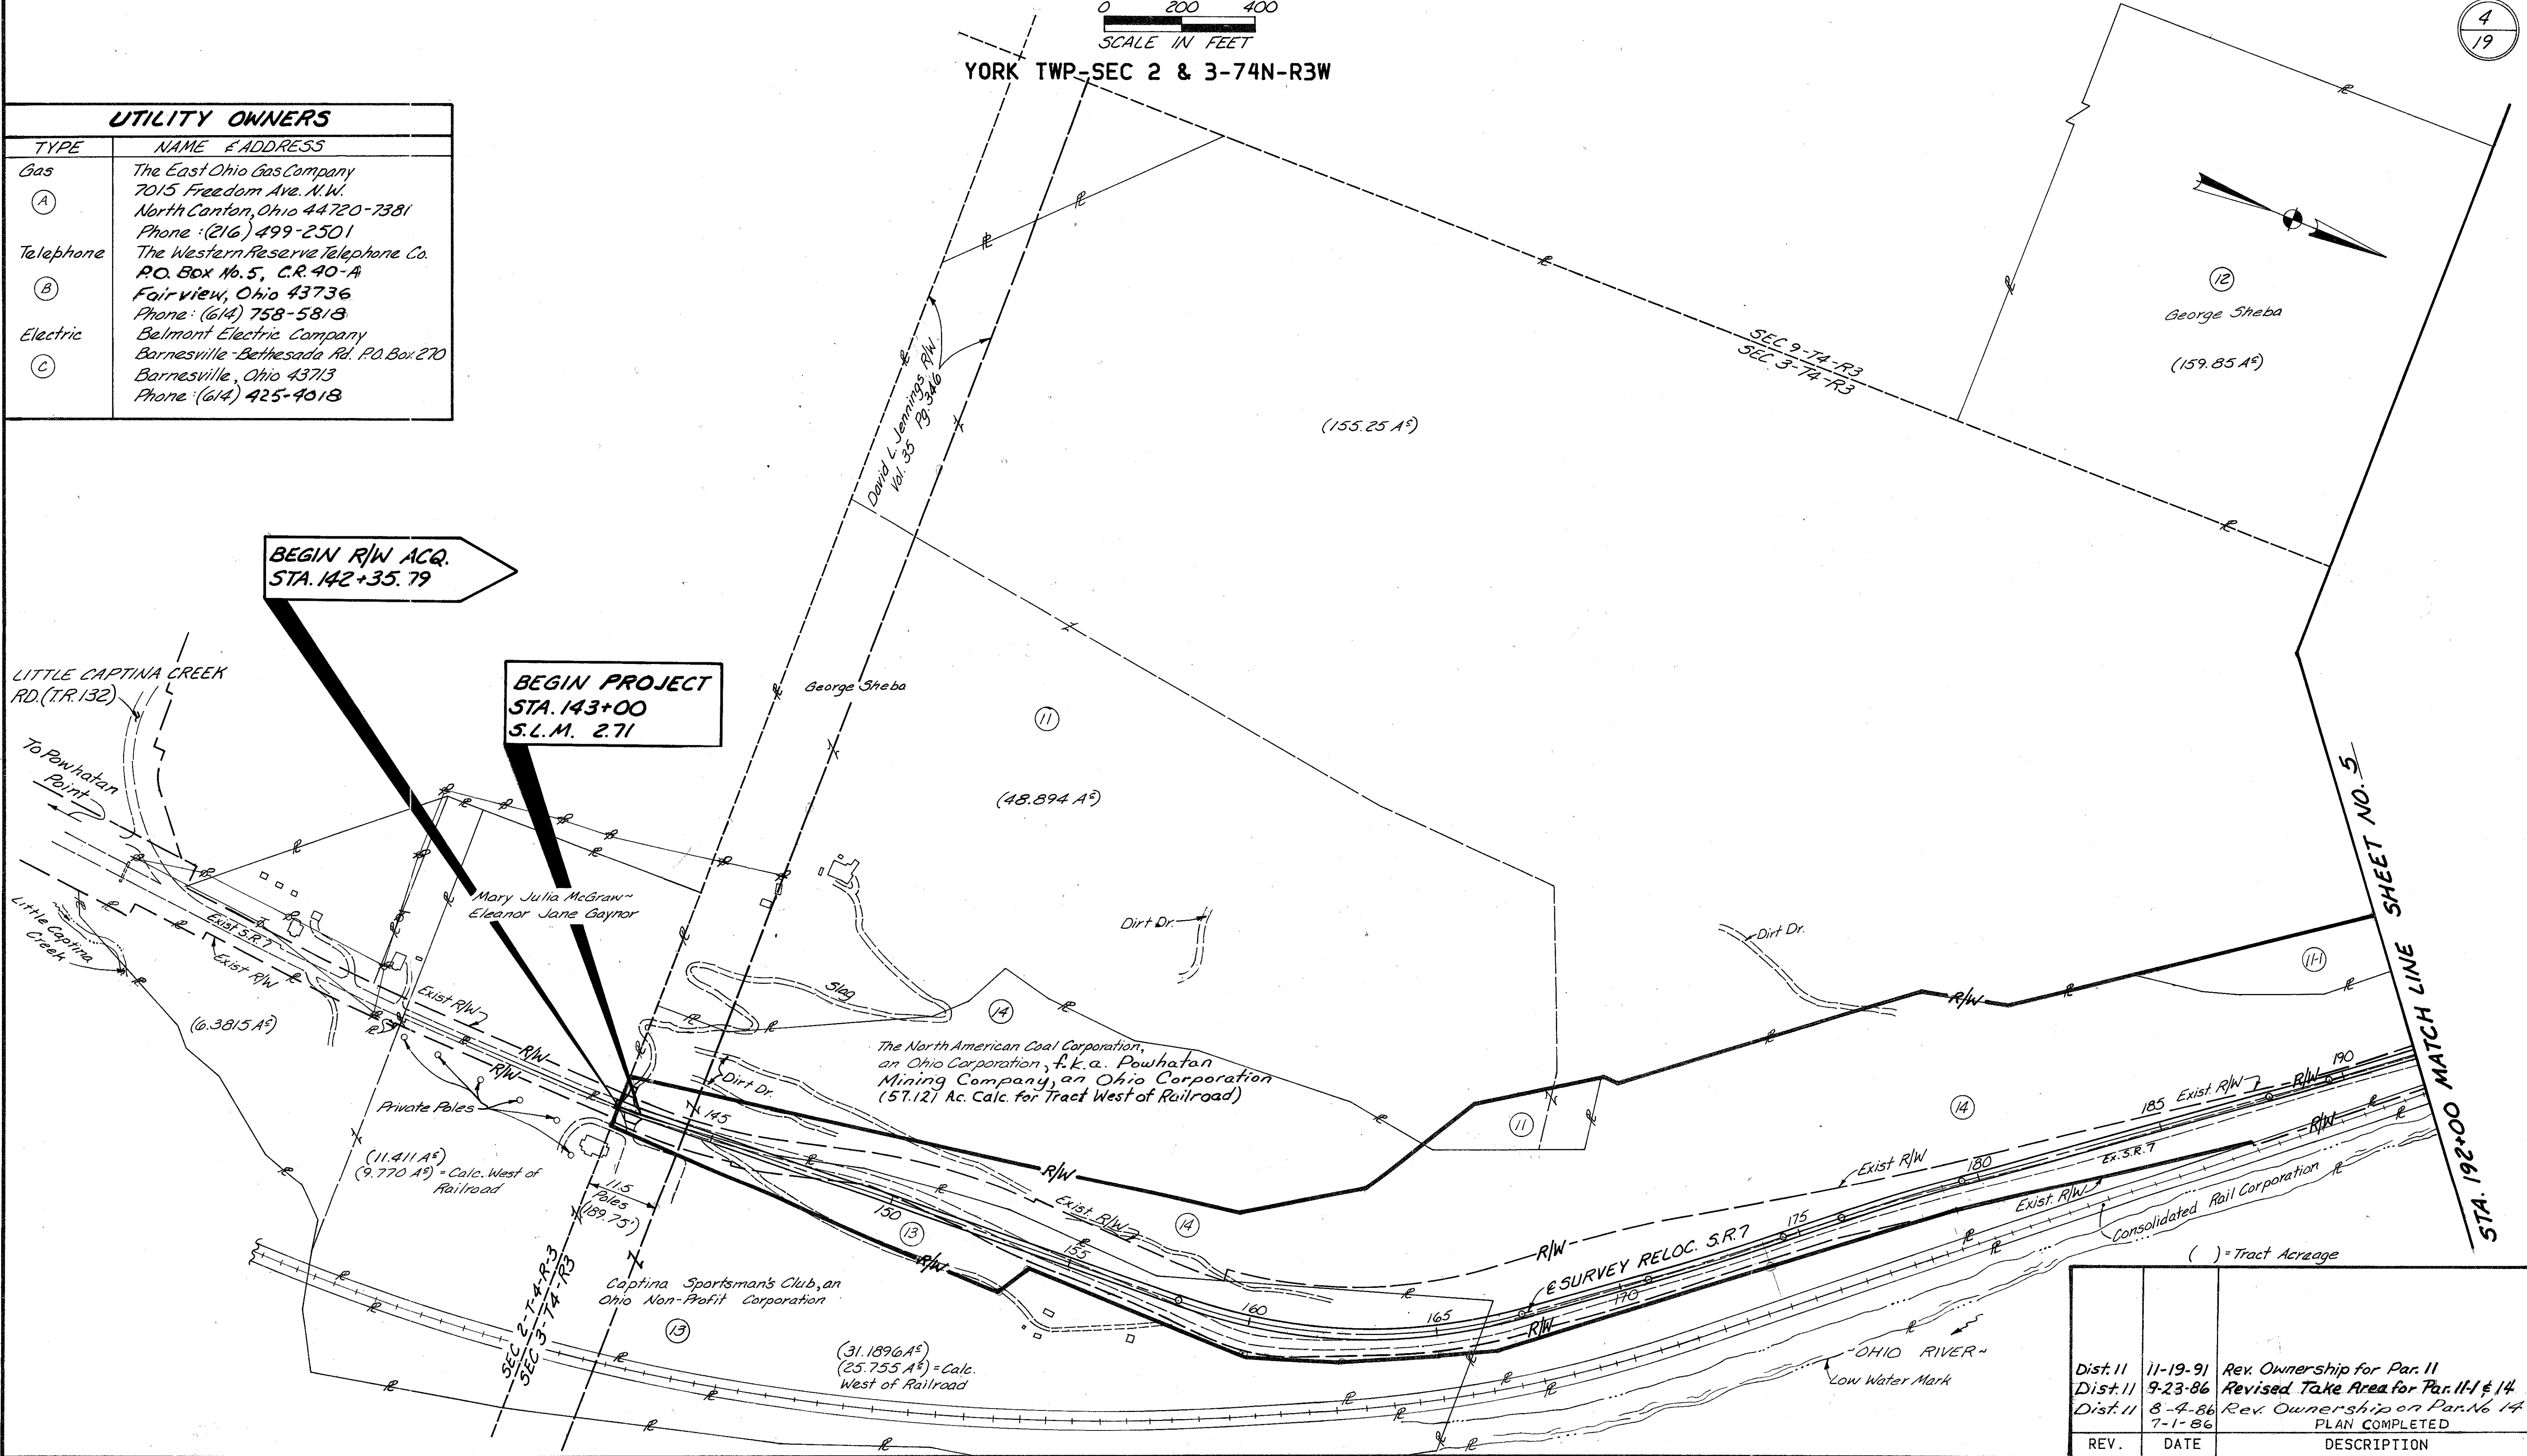 0 200 400
SCALE IN FEET
YORK TWP-SEC 2 & 3-74N-R3W
4
19
UTILITY OWNERS
TYPE NAME & ADDRESS
Gas The East Ohio Gas Company
7015 Freedom Ave. N.W.
A North Canton, Ohio 44720-7381
Phone: (216) 499-2501
Telephone The Western Reserve Telephone Co.
P.O. Box No. 5, C.R. 40-A
B Fairview, Ohio 43736
Phone: (614) 758-5818
Electric Belmont Electric Company
Barnesville-Bethesada Rd. P.O. Box 270
C Barnesville, Ohio 43713
Phone: (614) 425-4018
12
George Sheba
(159.85 Ac)
SEC 9-T4-R3
SEC. 3-T4-R3
David L. Jennings R/W.
Vol. 35 Pg. 346
(155.25 Ac)
BEGIN R/W ACQ.
STA. 142+35.79
BEGIN PROJECT
STA. 143+00
S.L.M. 2.71
George Sheba
11
(48.894 Ac)
LITTLE CAPTINA CREEK
RD. (T.R. 132)
To Powhatan
Point
Little Captina
Creek
Exist S.R. 7
Exist R/W
(6.3815 Ac)
Mary Julia McGraw~
Eleanor Jane Gaynor
Exist R/W
R/W
R/W
Private Poles
(11.411 Ac)
(9.770 Ac) = Calc. West of
Railroad
11.5
Poles
(189.75')
SEC 2-T-4-R-3
SEC 3-T4-R3
Slag
Dirt Dr.
Dirt Dr.
Dirt Dr.
14
The North American Coal Corporation,
an Ohio Corporation, f.k.a. Powhatan
Mining Company, an Ohio Corporation
(57.121 Ac. Calc. for Tract West of Railroad)
11
11-1
R/W
14
145
150
155
160
165
170
175
180
185
190
R/W
Exist. R/W
14
13
R/W
Captina Sportsman's Club, an
Ohio Non-Profit Corporation
13
(31.1896 Ac)
(25.755 Ac) = Calc.
West of Railroad
R/W
℄ SURVEY RELOC. S.R. 7
R/W
Exist R/W
Exist. R/W
R/W
Ex. S.R. 7
Exist. R/W
R/W
Consolidated Rail Corporation
~OHIO RIVER~
Low Water Mark
STA. 192+00 MATCH LINE SHEET NO. 5
( ) = Tract Acreage
Dist. 11 11-19-91 Rev. Ownership for Par. 11
Dist. 11 9-23-86 Revised Take Area for Par. 11-1 & 14
Dist. 11 8-4-86 Rev. Ownership on Par. No 14
7-1-86 PLAN COMPLETED
REV. DATE DESCRIPTION